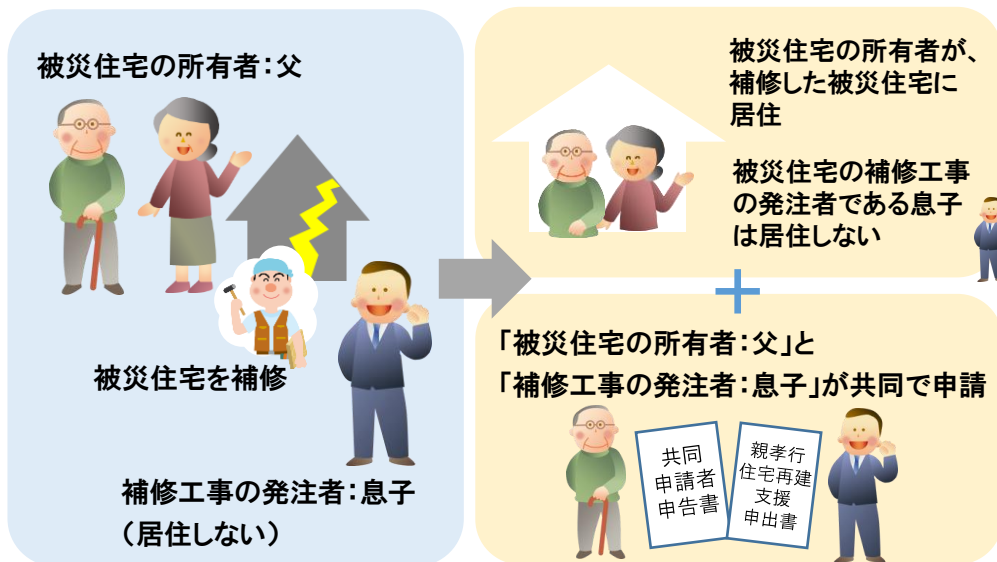 被災住宅の所有者：父
被災住宅を補修
補修工事の発注者：息子
（居住しない）
被災住宅の所有者が、
補修した被災住宅に
居住
被災住宅の補修工事
の発注者である息子
は居住しない
「被災住宅の所有者：父」と
「補修工事の発注者：息子」が共同で申請
共同
申請者
申告書
親孝行
住宅再建
支援
申出書